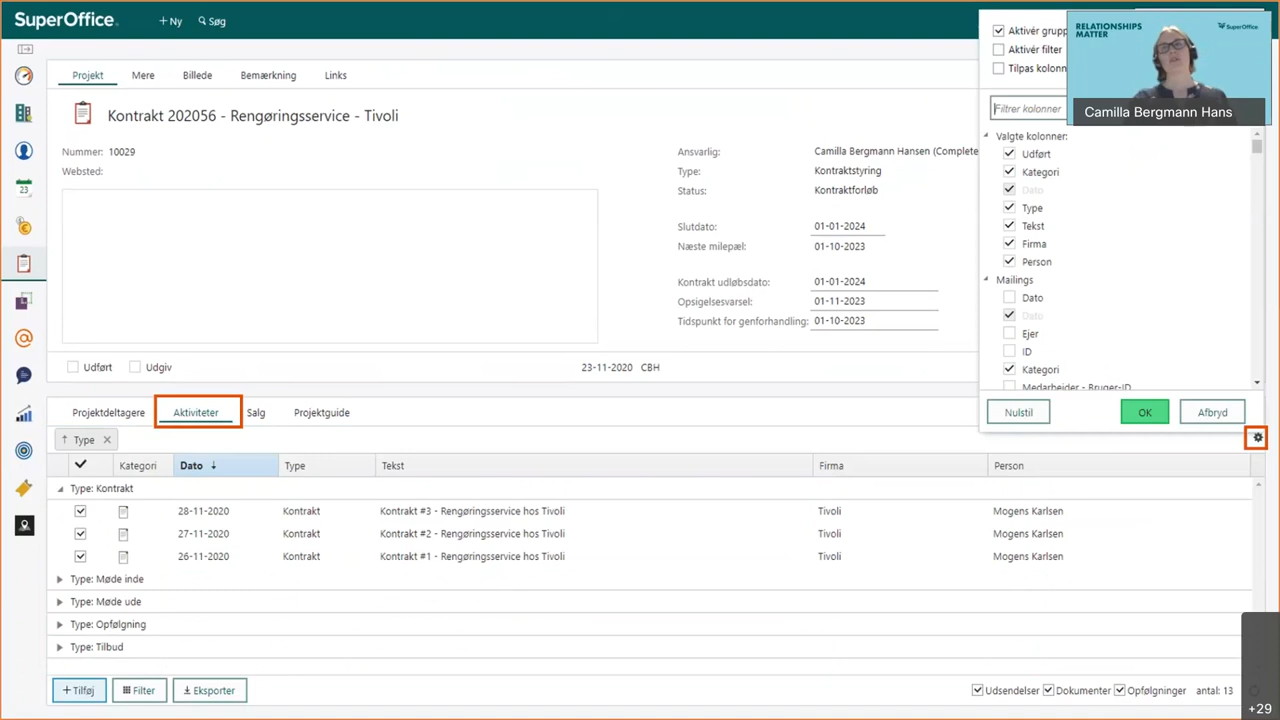 SuperOffice
+ Ny
Søg
Projekt
Mere
Billede
Bemærkning
Links
Kontrakt 202056 - Rengøringsservice - Tivoli
Nummer: 10029
Websted:
Ansvarlig: Camilla Bergmann Hansen (Complete
Type: Kontraktstyring
Status: Kontraktforløb
Slutdato: 01-01-2024
Næste milepæl: 01-10-2023
Kontrakt udløbsdato: 01-01-2024
Opsigelsesvarsel: 01-11-2023
Tidspunkt for genforhandling: 01-10-2023
Udført
Udgiv
23-11-2020 CBH
Aktivér grupp
Aktivér filter
Tilpas kolonn
Filtrer kolonner
Valgte kolonner:
Udført
Kategori
Dato
Type
Tekst
Firma
Person
Mailings
Dato
Dato
Ejer
ID
Kategori
Medarbejder - Bruger-ID
Nulstil
OK
Afbryd
RELATIONSHIPS
MATTER
SuperOffice
Camilla Bergmann Hans
23
Projektdeltagere
Aktiviteter
Salg
Projektguide
↑ Type ×
Kategori Dato ↓ Type Tekst Firma Person
Type: Kontrakt
28-11-2020 Kontrakt Kontrakt #3 - Rengøringsservice hos Tivoli Tivoli Mogens Karlsen
27-11-2020 Kontrakt Kontrakt #2 - Rengøringsservice hos Tivoli Tivoli Mogens Karlsen
26-11-2020 Kontrakt Kontrakt #1 - Rengøringsservice hos Tivoli Tivoli Mogens Karlsen
Type: Møde inde
Type: Møde ude
Type: Opfølgning
Type: Tilbud
+ Tilføj
Filter
Eksporter
Udsendelser Dokumenter Opfølgninger antal: 13
+29